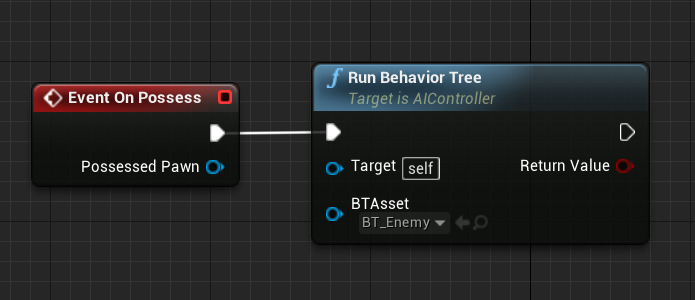 Event On Possess
Possessed Pawn
f Run Behavior Tree
Target is AIController
Target self
Return Value
BTAsset
BT_Enemy